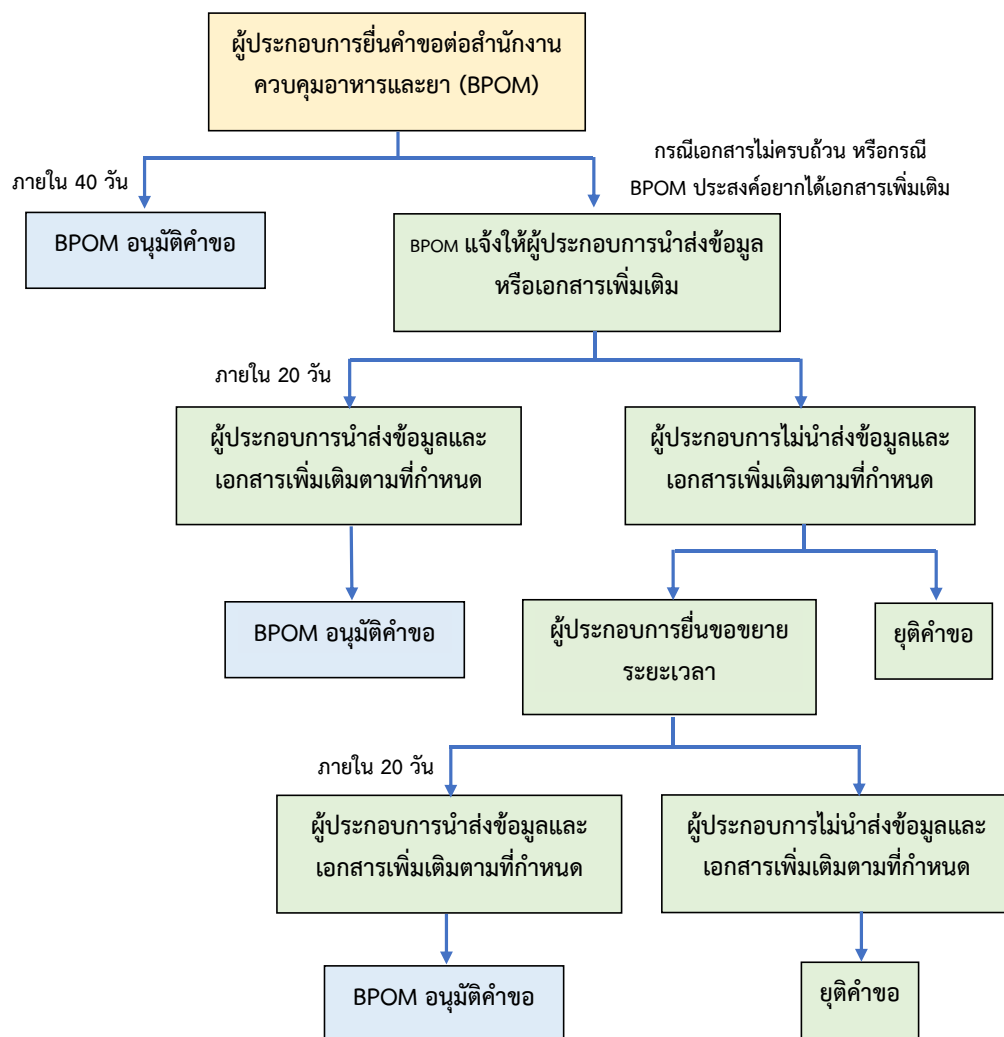 ผู้ประกอบการยื่นคำขอต่อสำนักงาน
ควบคุมอาหารและยา (BPOM)
กรณีเอกสารไม่ครบถ้วน หรือกรณี
BPOM ประสงค์อยากได้เอกสารเพิ่มเติม
ภายใน 40 วัน
BPOM อนุมัติคำขอ
BPOM แจ้งให้ผู้ประกอบการนำส่งข้อมูล
หรือเอกสารเพิ่มเติม
ภายใน 20 วัน
ผู้ประกอบการนำส่งข้อมูลและ
เอกสารเพิ่มเติมตามที่กำหนด
ผู้ประกอบการไม่นำส่งข้อมูลและ
เอกสารเพิ่มเติมตามที่กำหนด
BPOM อนุมัติคำขอ
ผู้ประกอบการยื่นขอขยาย
ระยะเวลา
ยุติคำขอ
ภายใน 20 วัน
ผู้ประกอบการนำส่งข้อมูลและ
เอกสารเพิ่มเติมตามที่กำหนด
ผู้ประกอบการไม่นำส่งข้อมูลและ
เอกสารเพิ่มเติมตามที่กำหนด
BPOM อนุมัติคำขอ
ยุติคำขอ